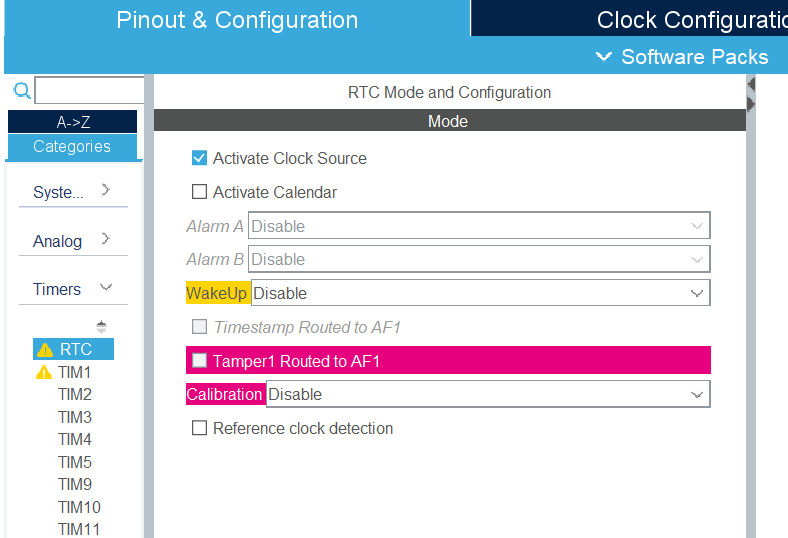 Pinout & Configuration
Clock Configuratio
Software Packs
RTC Mode and Configuration
A->Z
Mode
Categories
Activate Clock Source
Activate Calendar
Syste...
Alarm A Disable
Analog
Alarm B Disable
Timers
WakeUp Disable
Timestamp Routed to AF1
RTC
Tamper1 Routed to AF1
TIM1
TIM2
Calibration Disable
TIM3
Reference clock detection
TIM4
TIM5
TIM9
TIM10
TIM11